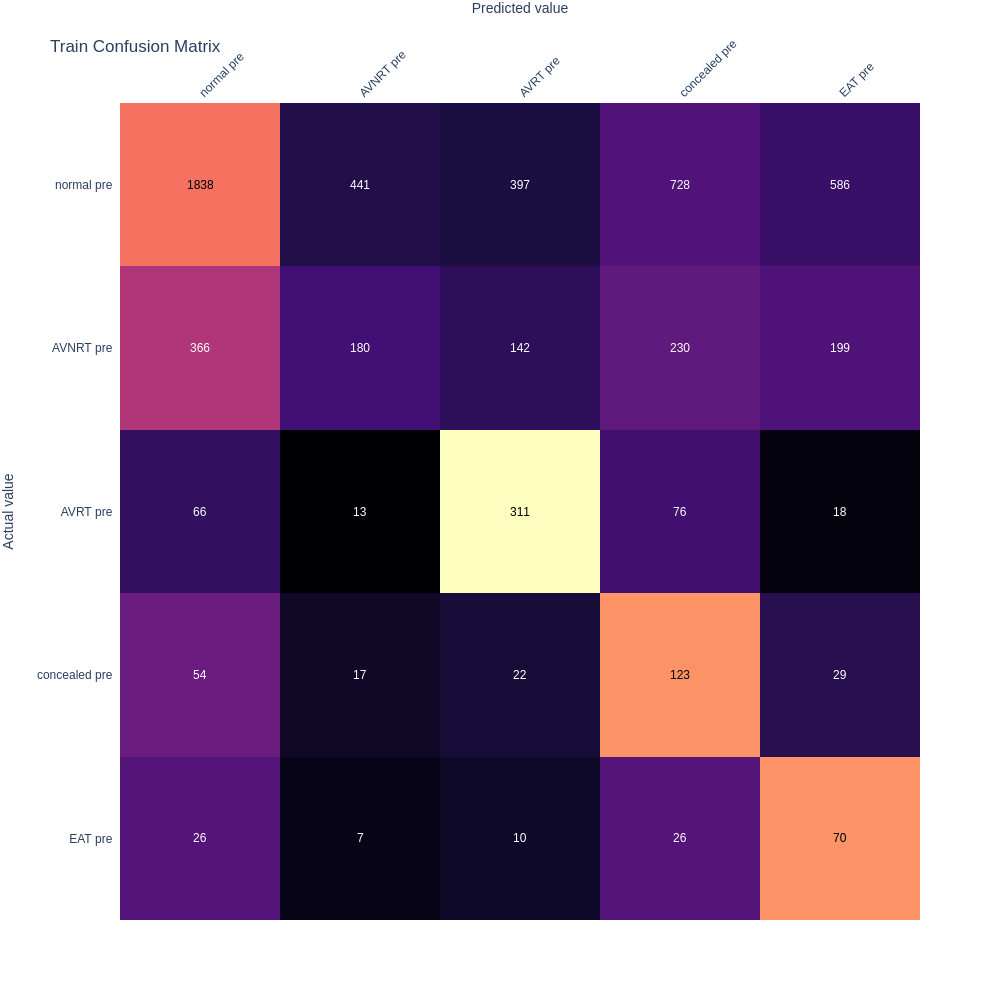 Predicted value
Train Confusion Matrix
normal pre AVNRT pre AVRT pre concealed pre EAT pre
normal pre 1838 441 397 728 586
AVNRT pre 366 180 142 230 199
AVRT pre 66 13 311 76 18
Actual value
concealed pre 54 17 22 123 29
EAT pre 26 7 10 26 70